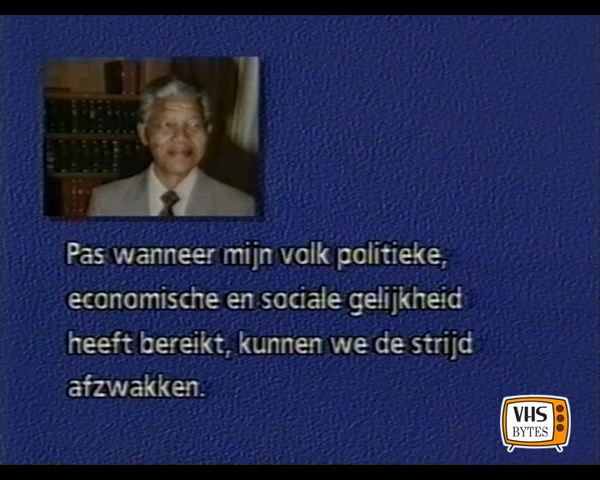 Pas wanneer mijn volk politieke,
economische en sociale gelijkheid
heeft bereikt, kunnen we de strijd
afzwakken.
VHS
BYTES